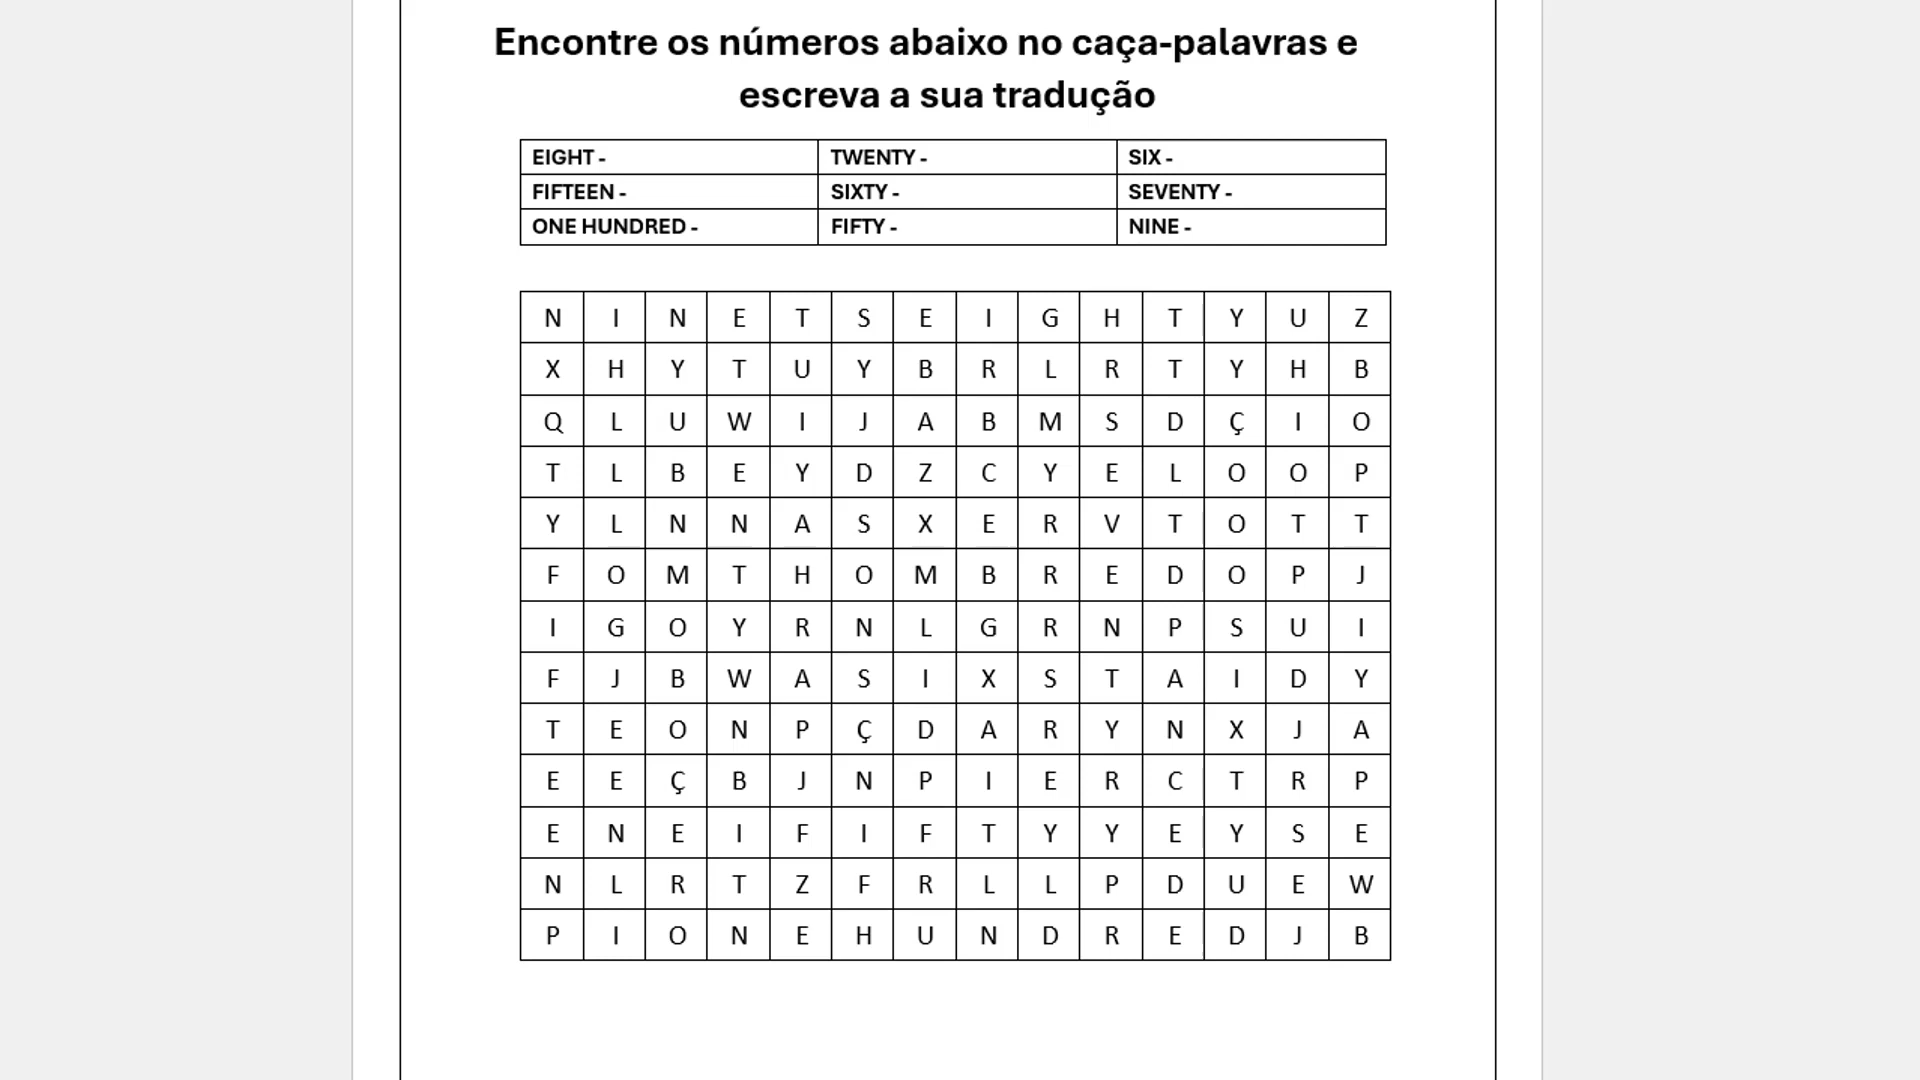 Encontre os números abaixo no caça-palavras e
escreva a sua tradução
EIGHT - TWENTY - SIX -
FIFTEEN - SIXTY - SEVENTY -
ONE HUNDRED - FIFTY - NINE -
N I N E T S E I G H T Y U Z
X H Y T U Y B R L R T Y H B
Q L U W I J A B M S D Ç I O
T L B E Y D Z C Y E L O O P
Y L N N A S X E R V T O T T
F O M T H O M B R E D O P J
I G O Y R N L G R N P S U I
F J B W A S I X S T A I D Y
T E O N P Ç D A R Y N X J A
E E Ç B J N P I E R C T R P
E N E I F I F T Y Y E Y S E
N L R T Z F R L L P D U E W
P I O N E H U N D R E D J B